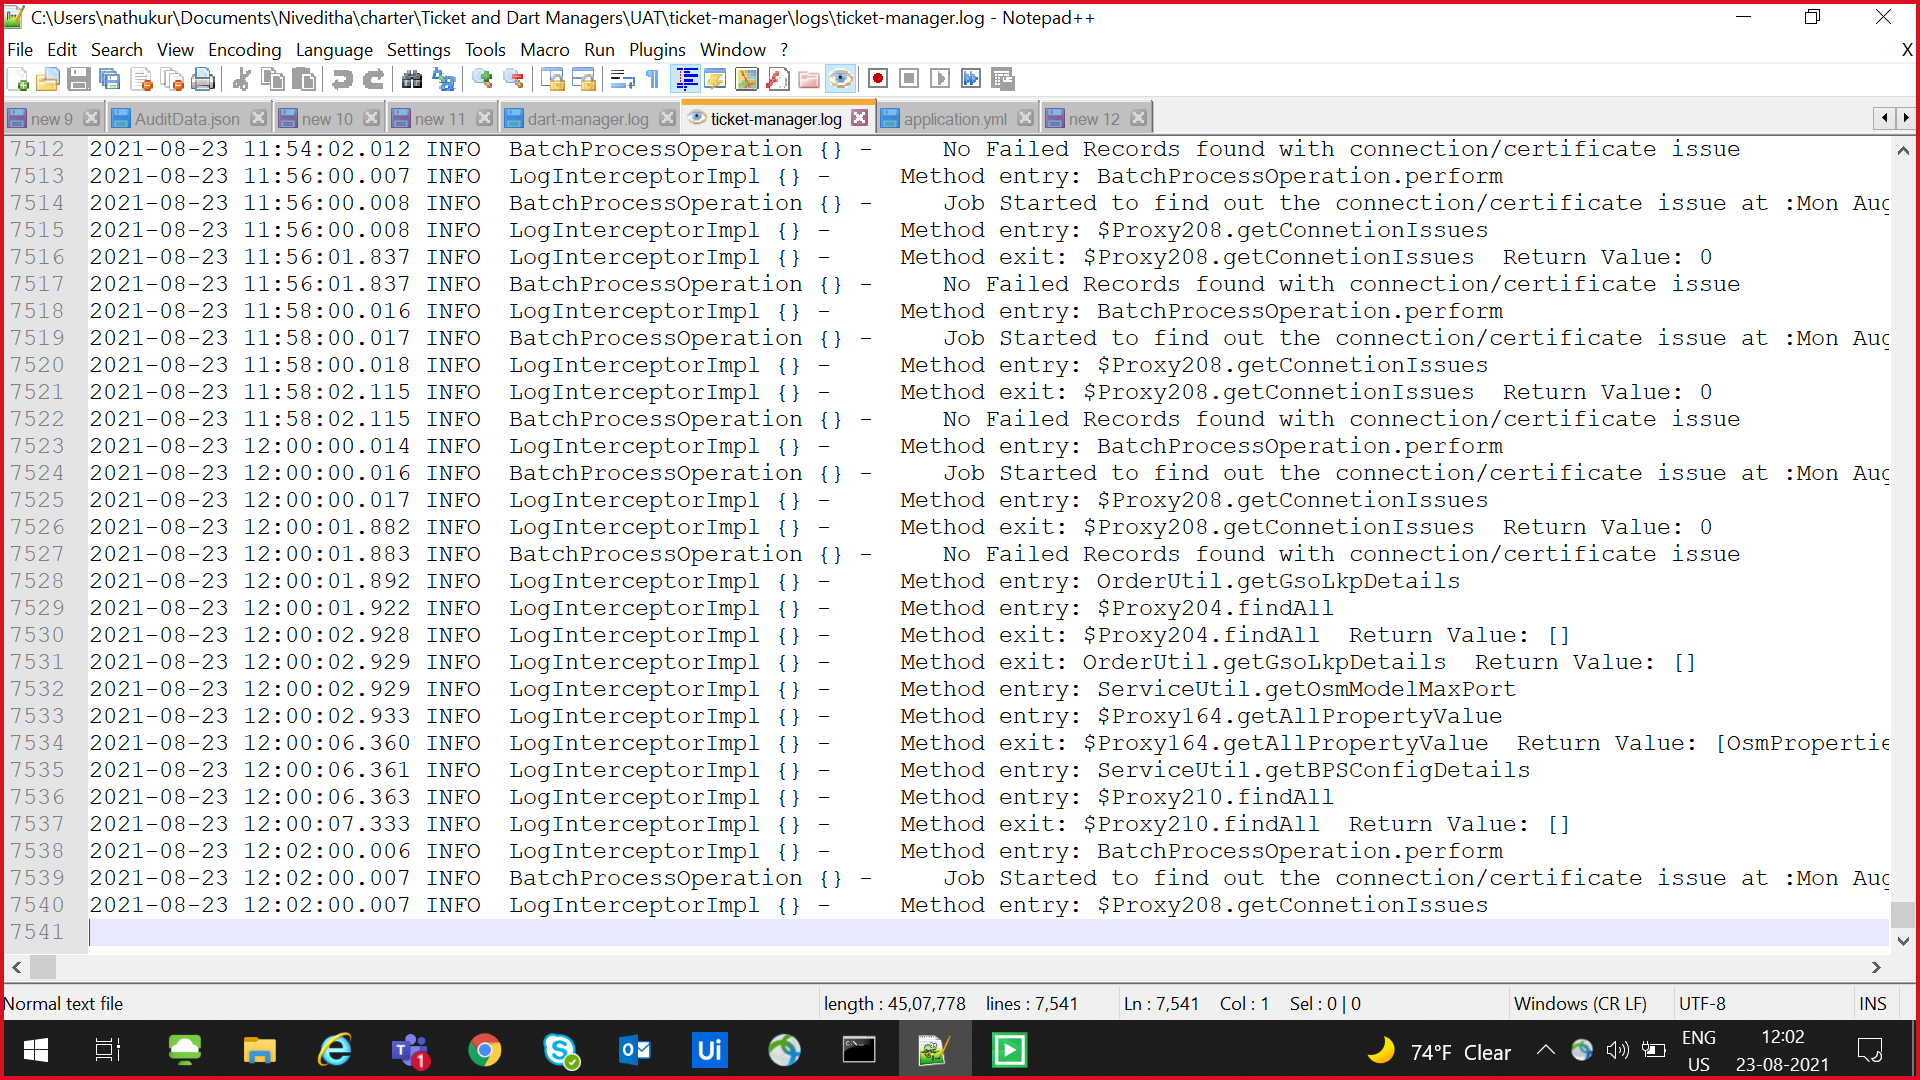 C:\Users\nathukur\Documents\Niveditha\charter\Ticket and Dart Managers\UAT\ticket-manager\logs\ticket-manager.log - Notepad++
File Edit Search View Encoding Language Settings Tools Macro Run Plugins Window ? X
new 9 AuditData.json new 10 new 11 dart-manager.log ticket-manager.log application.yml new 12
7512 2021-08-23 11:54:02.012 INFO BatchProcessOperation {} - No Failed Records found with connection/certificate issue
7513 2021-08-23 11:56:00.007 INFO LogInterceptorImpl {} - Method entry: BatchProcessOperation.perform
7514 2021-08-23 11:56:00.008 INFO BatchProcessOperation {} - Job Started to find out the connection/certificate issue at :Mon Aug
7515 2021-08-23 11:56:00.008 INFO LogInterceptorImpl {} - Method entry: $Proxy208.getConnetionIssues
7516 2021-08-23 11:56:01.837 INFO LogInterceptorImpl {} - Method exit: $Proxy208.getConnetionIssues Return Value: 0
7517 2021-08-23 11:56:01.837 INFO BatchProcessOperation {} - No Failed Records found with connection/certificate issue
7518 2021-08-23 11:58:00.016 INFO LogInterceptorImpl {} - Method entry: BatchProcessOperation.perform
7519 2021-08-23 11:58:00.017 INFO BatchProcessOperation {} - Job Started to find out the connection/certificate issue at :Mon Aug
7520 2021-08-23 11:58:00.018 INFO LogInterceptorImpl {} - Method entry: $Proxy208.getConnetionIssues
7521 2021-08-23 11:58:02.115 INFO LogInterceptorImpl {} - Method exit: $Proxy208.getConnetionIssues Return Value: 0
7522 2021-08-23 11:58:02.115 INFO BatchProcessOperation {} - No Failed Records found with connection/certificate issue
7523 2021-08-23 12:00:00.014 INFO LogInterceptorImpl {} - Method entry: BatchProcessOperation.perform
7524 2021-08-23 12:00:00.016 INFO BatchProcessOperation {} - Job Started to find out the connection/certificate issue at :Mon Aug
7525 2021-08-23 12:00:00.017 INFO LogInterceptorImpl {} - Method entry: $Proxy208.getConnetionIssues
7526 2021-08-23 12:00:01.882 INFO LogInterceptorImpl {} - Method exit: $Proxy208.getConnetionIssues Return Value: 0
7527 2021-08-23 12:00:01.883 INFO BatchProcessOperation {} - No Failed Records found with connection/certificate issue
7528 2021-08-23 12:00:01.892 INFO LogInterceptorImpl {} - Method entry: OrderUtil.getGsoLkpDetails
7529 2021-08-23 12:00:01.922 INFO LogInterceptorImpl {} - Method entry: $Proxy204.findAll
7530 2021-08-23 12:00:02.928 INFO LogInterceptorImpl {} - Method exit: $Proxy204.findAll Return Value: []
7531 2021-08-23 12:00:02.929 INFO LogInterceptorImpl {} - Method exit: OrderUtil.getGsoLkpDetails Return Value: []
7532 2021-08-23 12:00:02.929 INFO LogInterceptorImpl {} - Method entry: ServiceUtil.getOsmModelMaxPort
7533 2021-08-23 12:00:02.933 INFO LogInterceptorImpl {} - Method entry: $Proxy164.getAllPropertyValue
7534 2021-08-23 12:00:06.360 INFO LogInterceptorImpl {} - Method exit: $Proxy164.getAllPropertyValue Return Value: [OsmPropertie
7535 2021-08-23 12:00:06.361 INFO LogInterceptorImpl {} - Method entry: ServiceUtil.getBPSConfigDetails
7536 2021-08-23 12:00:06.363 INFO LogInterceptorImpl {} - Method entry: $Proxy210.findAll
7537 2021-08-23 12:00:07.333 INFO LogInterceptorImpl {} - Method exit: $Proxy210.findAll Return Value: []
7538 2021-08-23 12:02:00.006 INFO LogInterceptorImpl {} - Method entry: BatchProcessOperation.perform
7539 2021-08-23 12:02:00.007 INFO BatchProcessOperation {} - Job Started to find out the connection/certificate issue at :Mon Aug
7540 2021-08-23 12:02:00.007 INFO LogInterceptorImpl {} - Method entry: $Proxy208.getConnetionIssues
7541
Normal text file length : 45,07,778 lines : 7,541 Ln : 7,541 Col : 1 Sel : 0 | 0 Windows (CR LF) UTF-8 INS
1 Ui 74°F Clear ENG US 12:02 23-08-2021